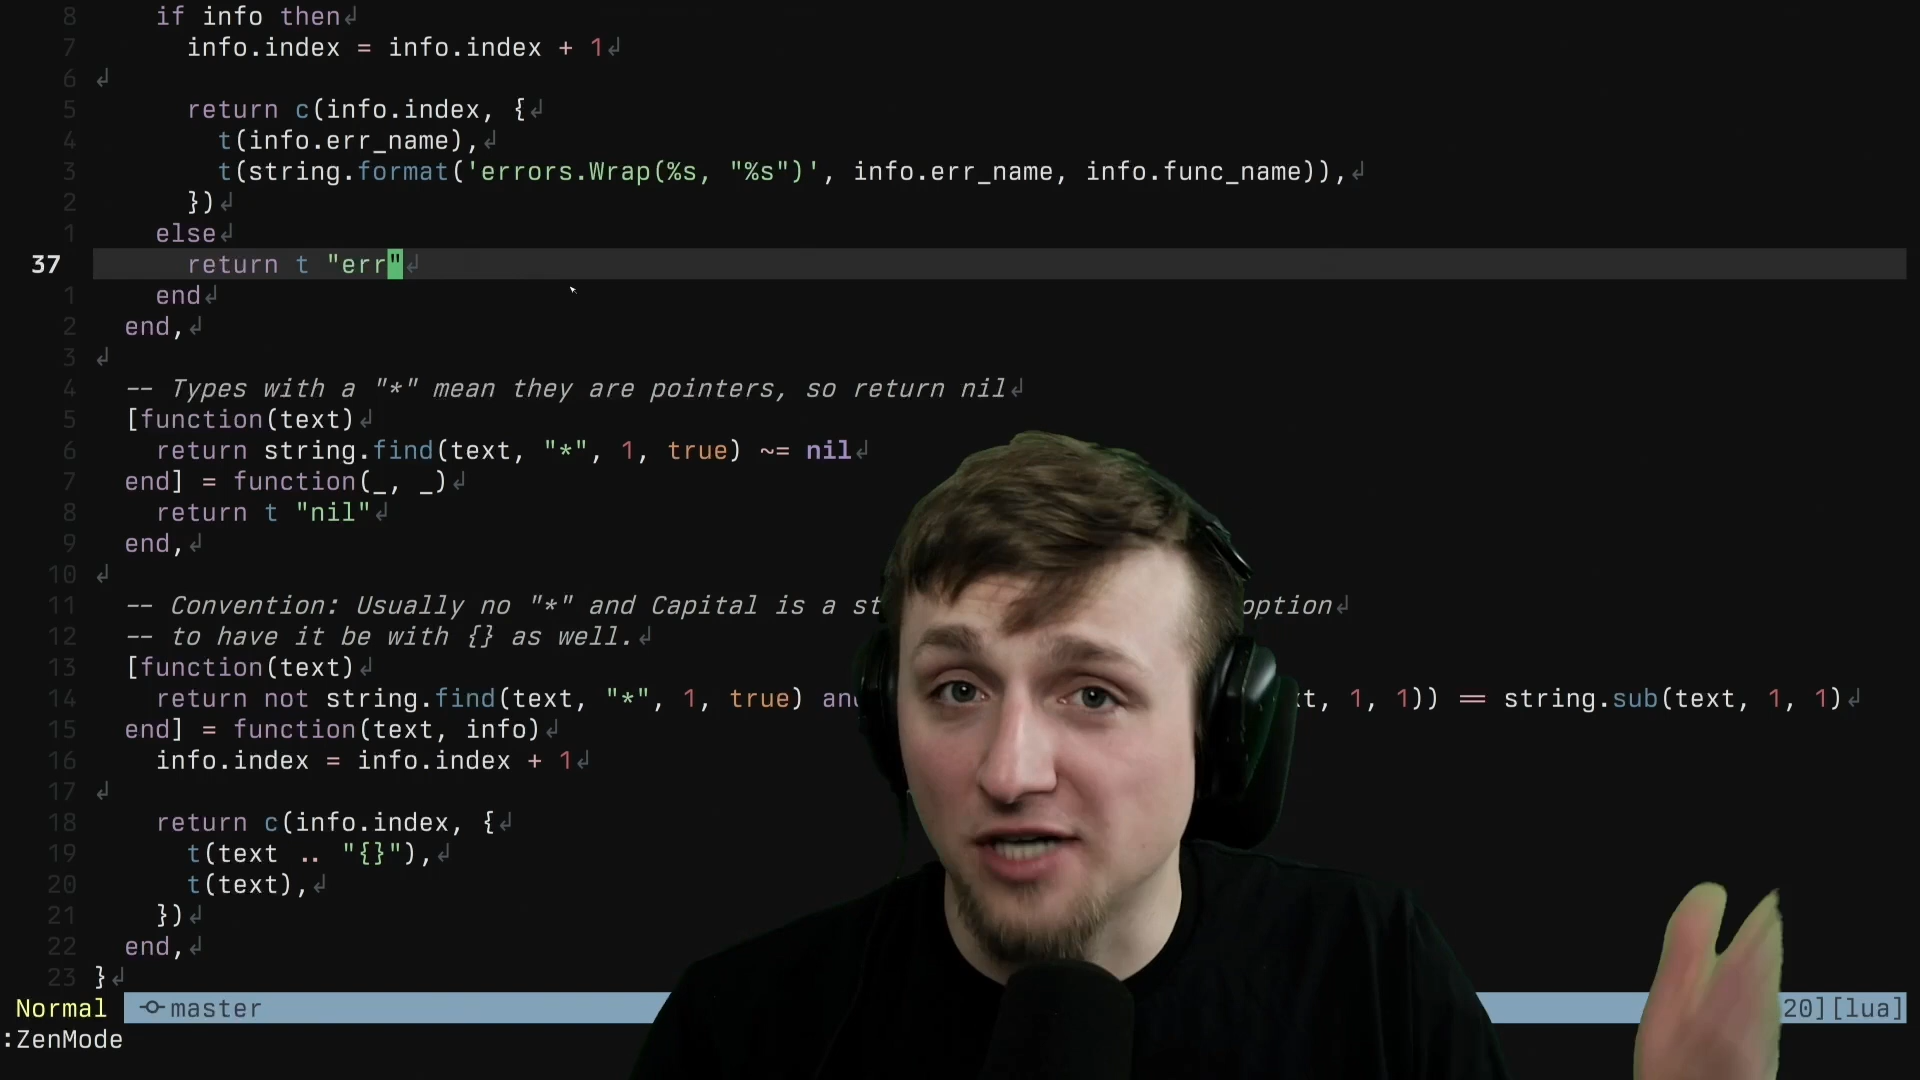 8 if info then↲
7 info.index = info.index + 1↲
6 ↲
5 return c(info.index, {↲
4 t(info.err_name),↲
3 t(string.format('errors.Wrap(%s, "%s")', info.err_name, info.func_name)),↲
2 })↲
1 else↲
37 return t "err"↲
1 end↲
2 end,↲
3 ↲
4 -- Types with a "*" mean they are pointers, so return nil↲
5 [function(text)↲
6 return string.find(text, "*", 1, true) ~= nil↲
7 end] = function(_, _)↲
8 return t "nil"↲
9 end,↲
10 ↲
11 -- Convention: Usually no "*" and Capital is a st option↲
12 -- to have it be with {} as well.↲
13 [function(text)↲
14 return not string.find(text, "*", 1, true) and t, 1, 1)) == string.sub(text, 1, 1)↲
15 end] = function(text, info)↲
16 info.index = info.index + 1↲
17 ↲
18 return c(info.index, {↲
19 t(text .. "{}"),↲
20 t(text),↲
21 })↲
22 end,↲
23 }↲
Normal master 20][lua]
:ZenMode